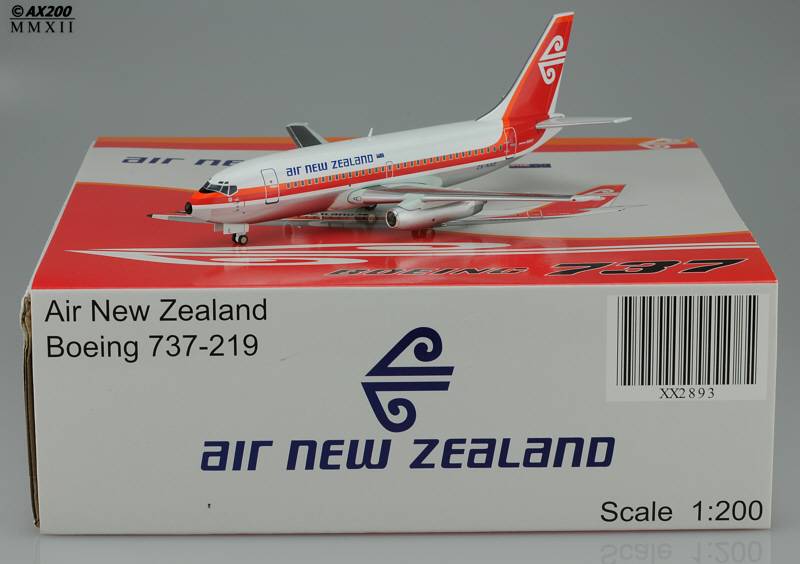 © AX200
MMXII
air new zealand
air new
BOEING 737
Air New Zealand
Boeing 737-219
XX2893
air new zealand
Scale 1:200